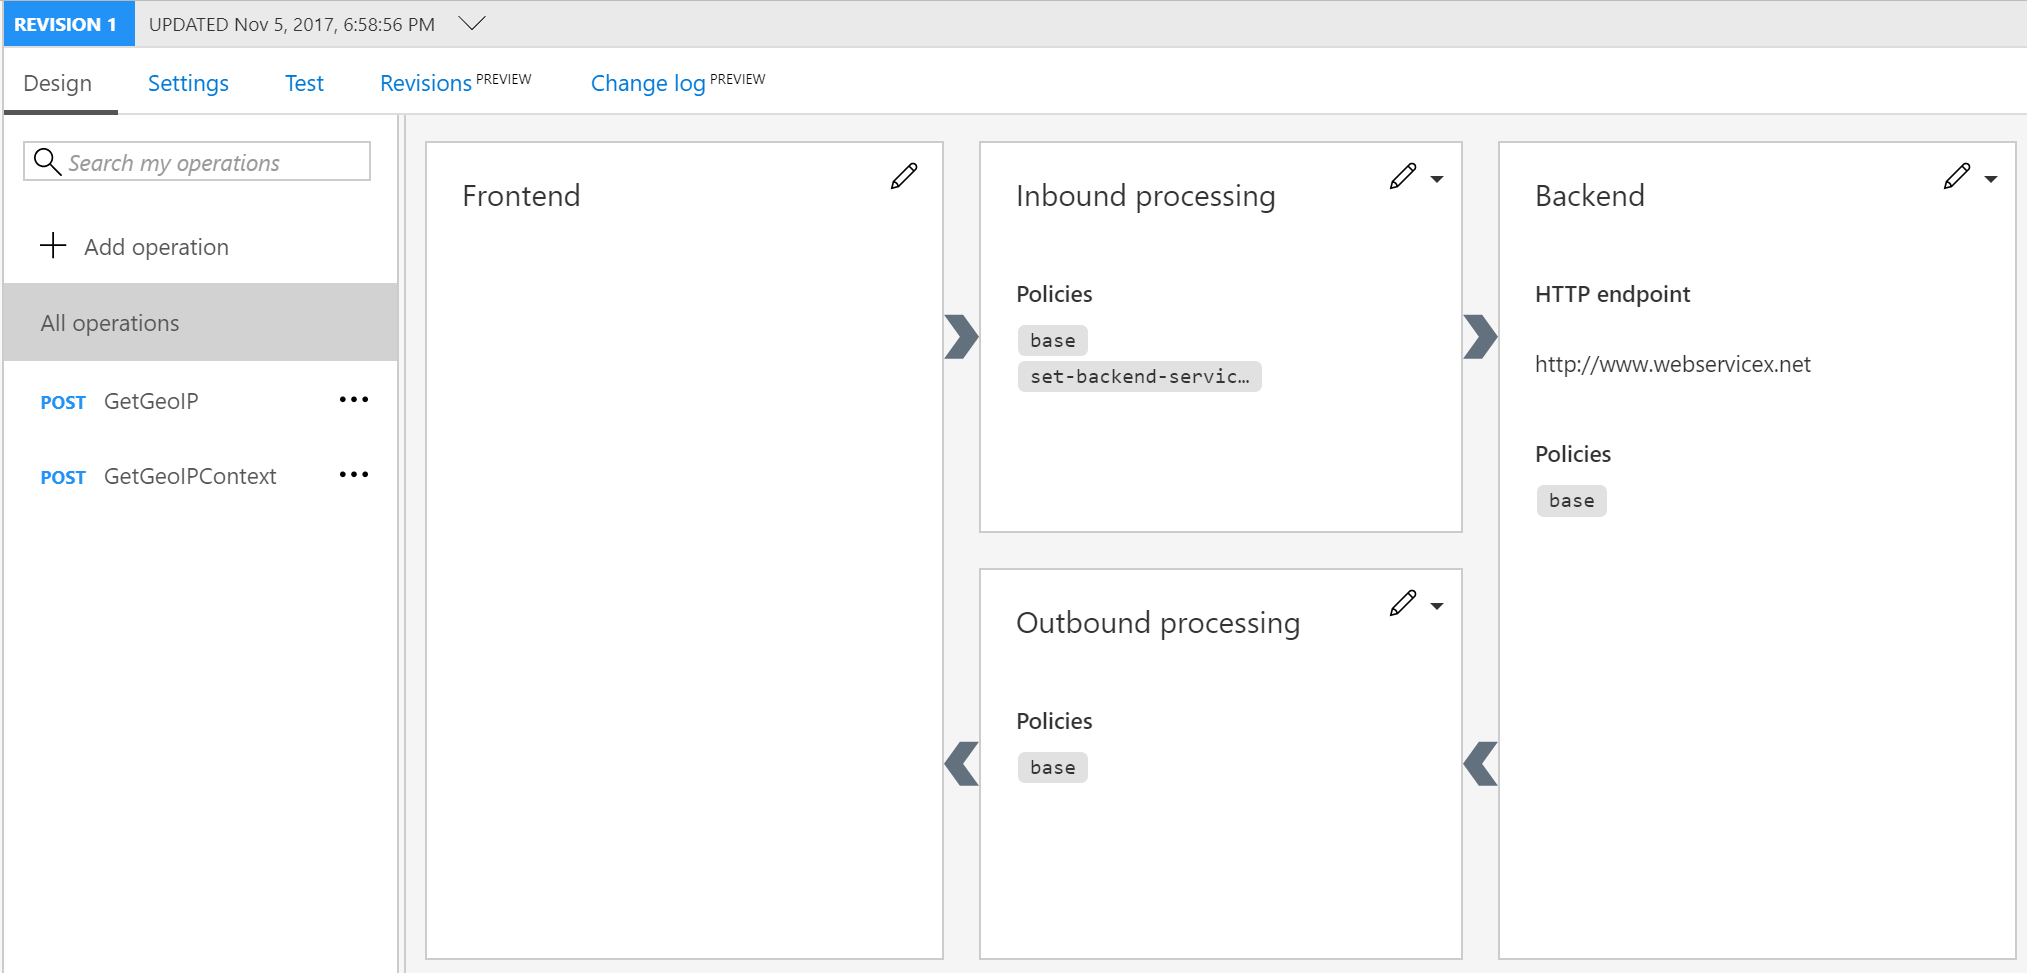 REVISION 1 UPDATED Nov 5, 2017, 6:58:56 PM
Design Settings Test Revisions PREVIEW Change log PREVIEW
Search my operations
Add operation
All operations
POST GetGeoIP
POST GetGeoIPContext
Frontend
Inbound processing
Policies
base
set-backend-servic…
Outbound processing
Policies
base
Backend
HTTP endpoint
http://www.webservicex.net
Policies
base